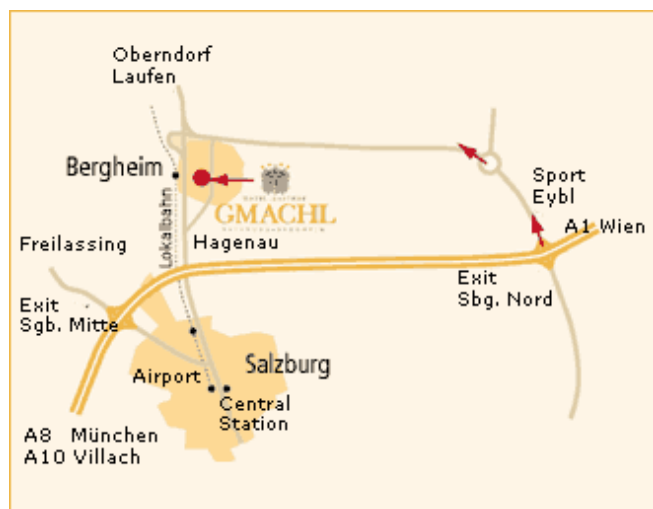 Oberndorf
Laufen
Bergheim
GMACHL
Sport
Eybl
A1 Wien
Lokalbahn
Hagenau
Freilassing
Exit
Sbg. Nord
Exit
Sgb. Mitte
Salzburg
Airport
Central
Station
A8 München
A10 Villach